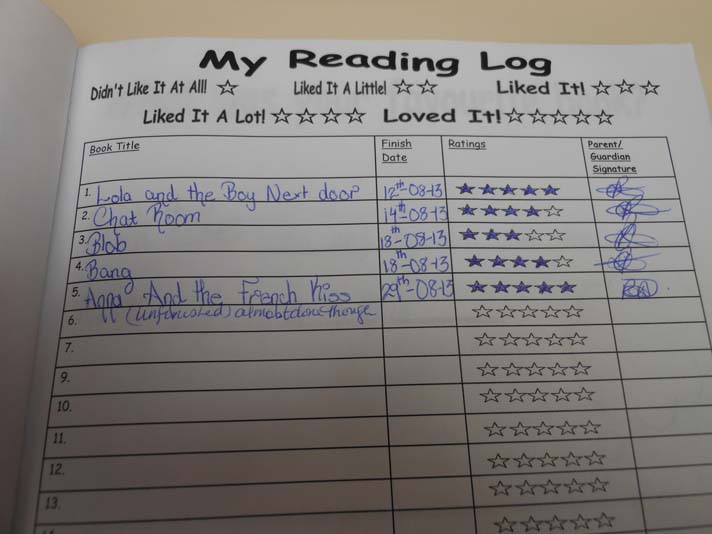 My Reading Log
Didn't Like It At All! ☆ Liked It A Little! ☆☆ Liked It! ☆☆☆
Liked It A Lot! ☆☆☆☆ Loved It! ☆☆☆☆☆
Book Title Finish Date Ratings Parent/ Guardian Signature
1. Lola and the Boy Next door 12th-08-13 ★★★★★
2. Chat Room 14th-08-13 ★★★★☆
3. Blob 18th-08-13 ★★★☆☆
4. Bang 18th-08-13 ★★★★☆
5. Anna And the French Kiss 29th-08-13 ★★★★★
6. (unfinished) almost done though ☆☆☆☆☆
7. ☆☆☆☆☆
9. ☆☆☆☆☆
10. ☆☆☆☆☆
11. ☆☆☆☆☆
12. ☆☆☆☆☆
13. ☆☆☆☆☆
☆☆☆☆☆